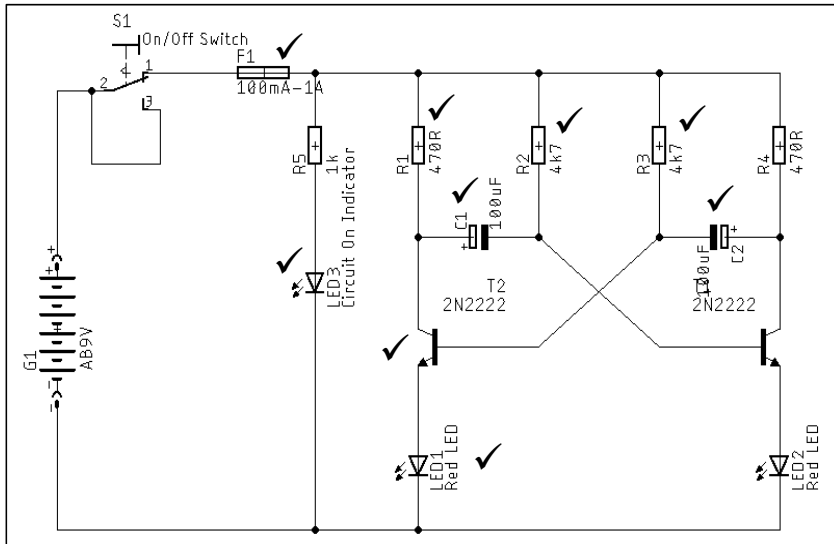 S1
On/Off Switch
F1
100mA-1A
1
2
3
4
R5
1k
Circuit On Indicator
R1
470R
R2
4k7
R3
4k7
R4
470R
C1
100uF
+
100uF
C2
+
LED3
T2
2N2222
2N2222
G1
AB9V
+
+
-
-
LED1
Red LED
LED2
Red LED